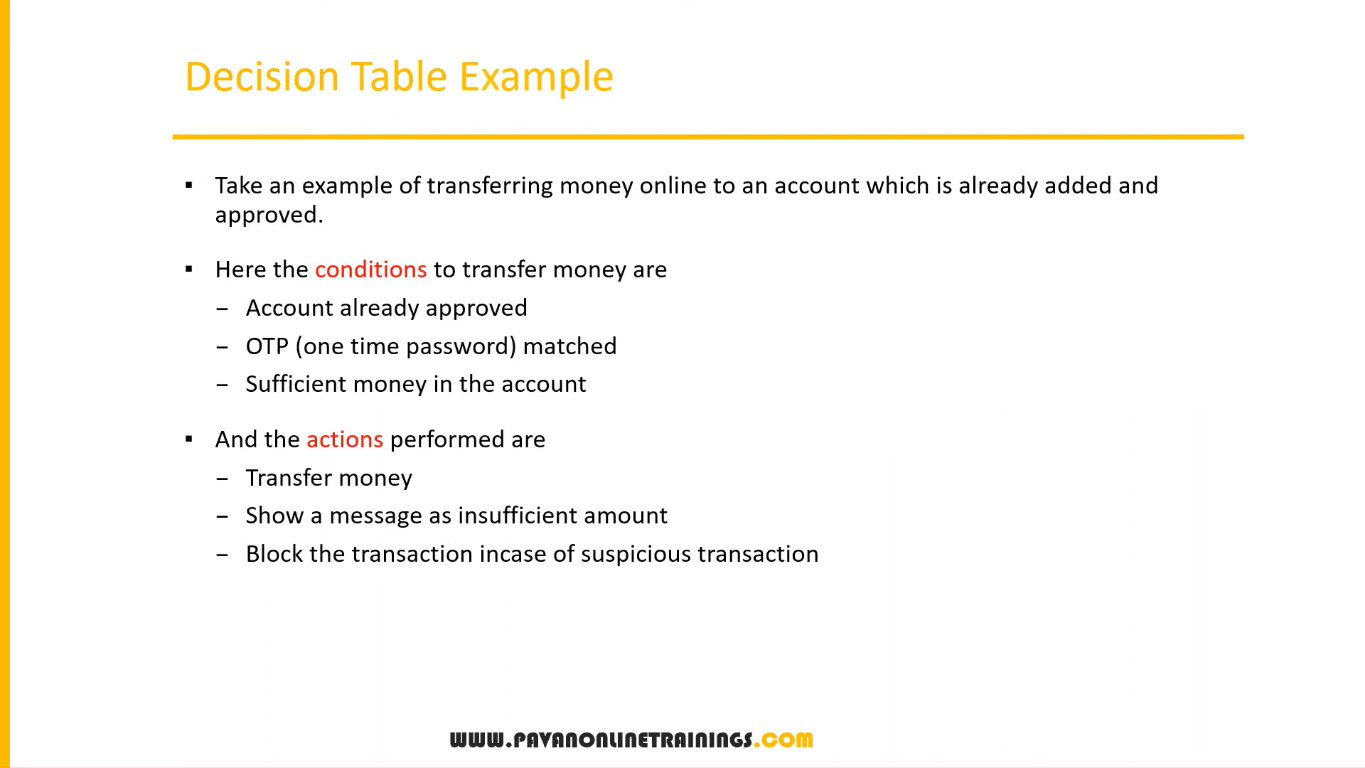 Decision Table Example
▪ Take an example of transferring money online to an account which is already added and
approved.
▪ Here the conditions to transfer money are
– Account already approved
– OTP (one time password) matched
– Sufficient money in the account
▪ And the actions performed are
– Transfer money
– Show a message as insufficient amount
– Block the transaction incase of suspicious transaction
WWW.PAVANONLINETRAININGS.COM